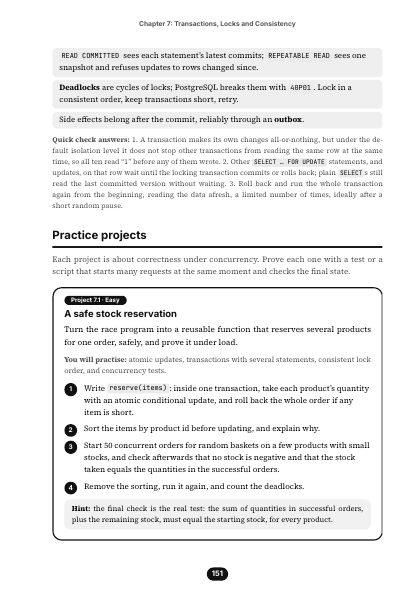 Chapter 7: Transactions, Locks and Consistency
READ COMMITTED sees each statement's latest commits; REPEATABLE READ sees one
snapshot and refuses updates to rows changed since.
Deadlocks are cycles of locks; PostgreSQL breaks them with 40P01. Lock in a
consistent order, keep transactions short, retry.
Side effects belong after the commit, reliably through an outbox.
Quick check answers: 1. A transaction makes its own changes all-or-nothing, but under the de-
fault isolation level it does not stop other transactions from reading the same row at the same
time, so all ten read "1" before any of them wrote. 2. Other SELECT … FOR UPDATE statements, and
updates, on that row wait until the locking transaction commits or rolls back; plain SELECT s still
read the last committed version without waiting. 3. Roll back and run the whole transaction
again from the beginning, reading the data afresh, a limited number of times, ideally after a
short random pause.
Practice projects
Each project is about correctness under concurrency. Prove each one with a test or a
script that starts many requests at the same moment and checks the final state.
Project 7.1 · Easy
A safe stock reservation
Turn the race program into a reusable function that reserves several products
for one order, safely, and prove it under load.
You will practise: atomic updates, transactions with several statements, consistent lock
order, and concurrency tests.
1 Write reserve(items) : inside one transaction, take each product's quantity
with an atomic conditional update, and roll back the whole order if any
item is short.
2 Sort the items by product id before updating, and explain why.
3 Start 50 concurrent orders for random baskets on a few products with small
stocks, and check afterwards that no stock is negative and that the stock
taken equals the quantities in the successful orders.
4 Remove the sorting, run it again, and count the deadlocks.
Hint: the final check is the real test: the sum of quantities in successful orders,
plus the remaining stock, must equal the starting stock, for every product.
151